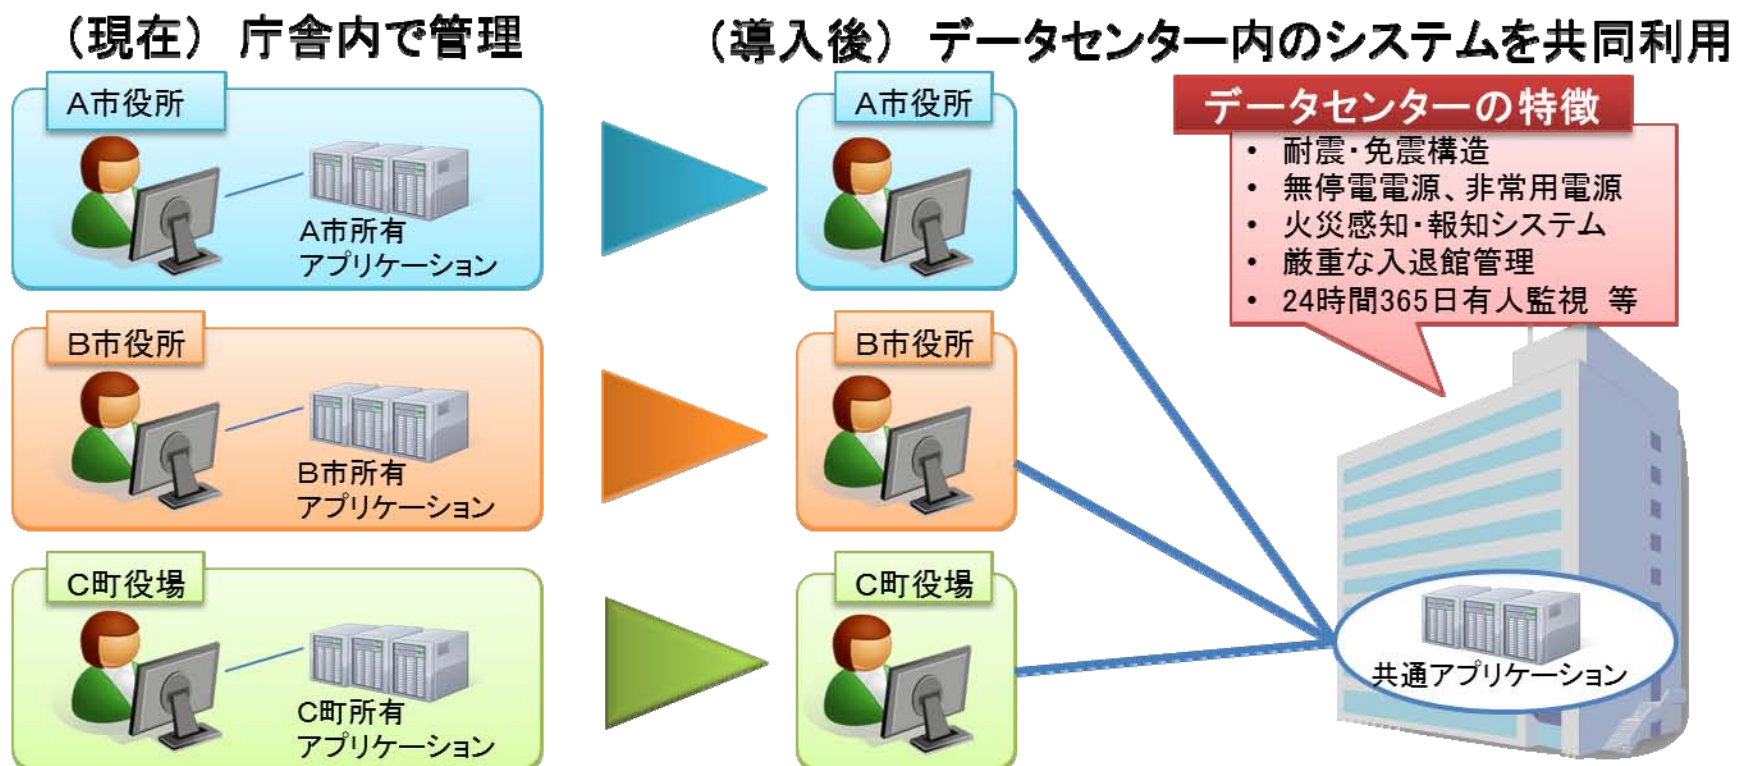 （現在） 庁舎内で管理
（導入後） データセンター内のシステムを共同利用
A市役所
A市所有
アプリケーション
B市役所
B市所有
アプリケーション
C町役場
C町所有
アプリケーション
A市役所
B市役所
C町役場
データセンターの特徴
・ 耐震・免震構造
・ 無停電電源、非常用電源
・ 火災感知・報知システム
・ 厳重な入退館管理
・ 24時間365日有人監視 等
共通アプリケーション